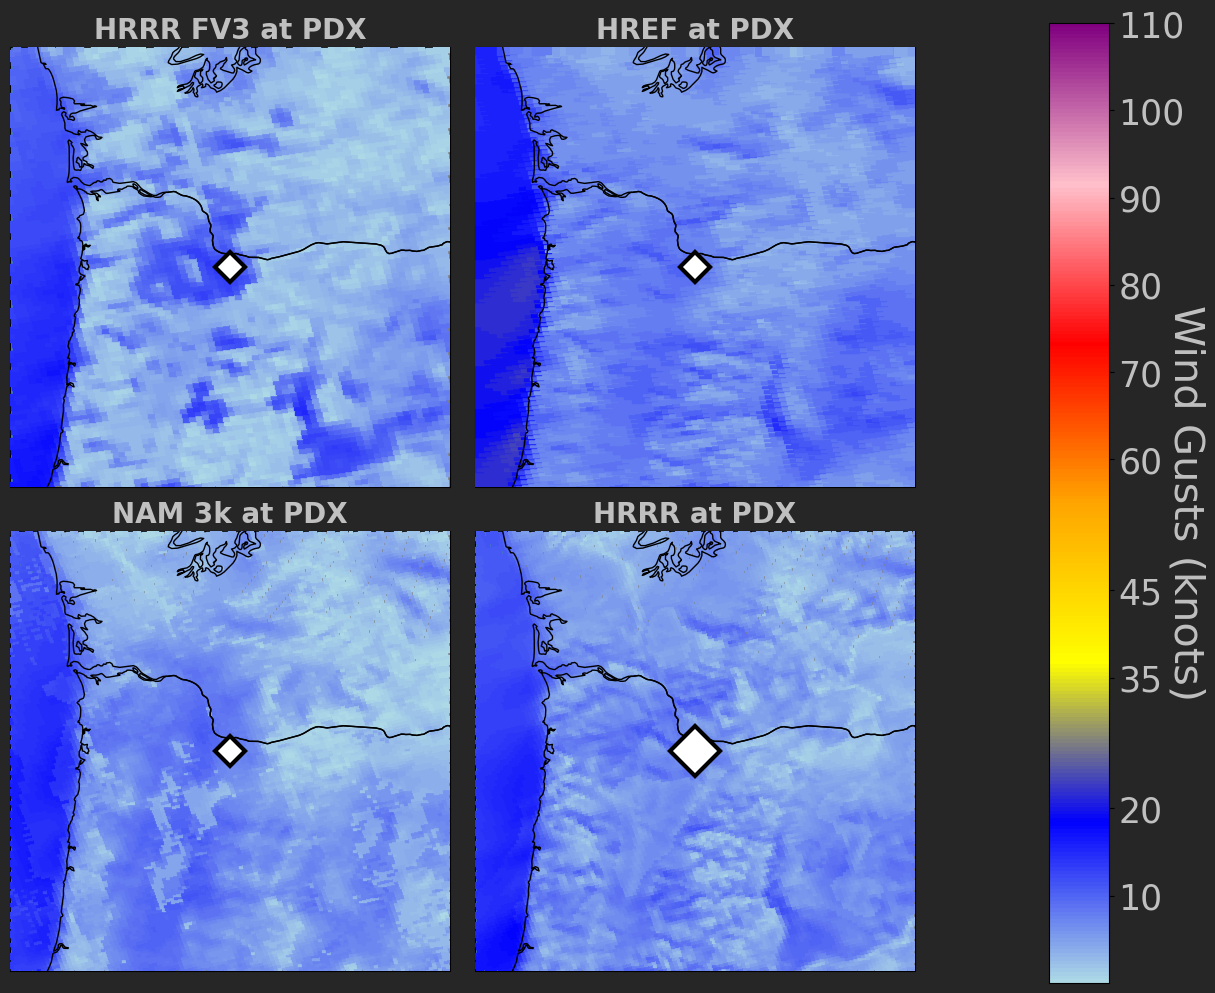 HRRR FV3 at PDX
HREF at PDX
NAM 3k at PDX
HRRR at PDX
110
100
90
80
70
60
45
35
20
10
Wind Gusts (knots)